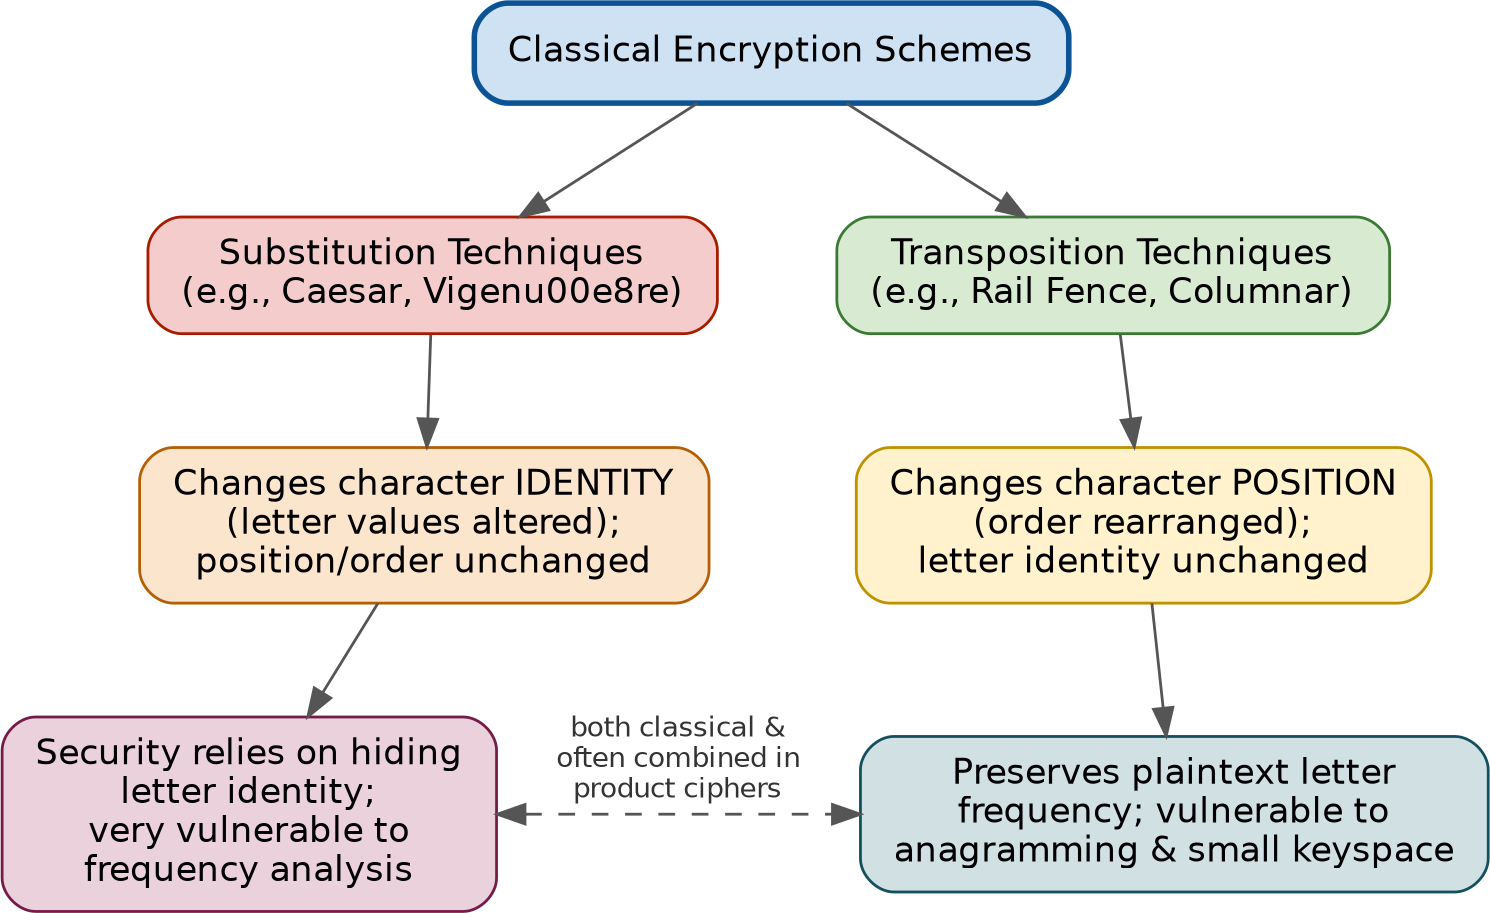 Classical Encryption Schemes
Substitution Techniques
(e.g., Caesar, Vigenu00e8re)
Transposition Techniques
(e.g., Rail Fence, Columnar)
Changes character IDENTITY
(letter values altered);
position/order unchanged
Changes character POSITION
(order rearranged);
letter identity unchanged
Security relies on hiding
letter identity;
very vulnerable to
frequency analysis
both classical &
often combined in
product ciphers
Preserves plaintext letter
frequency; vulnerable to
anagramming & small keyspace